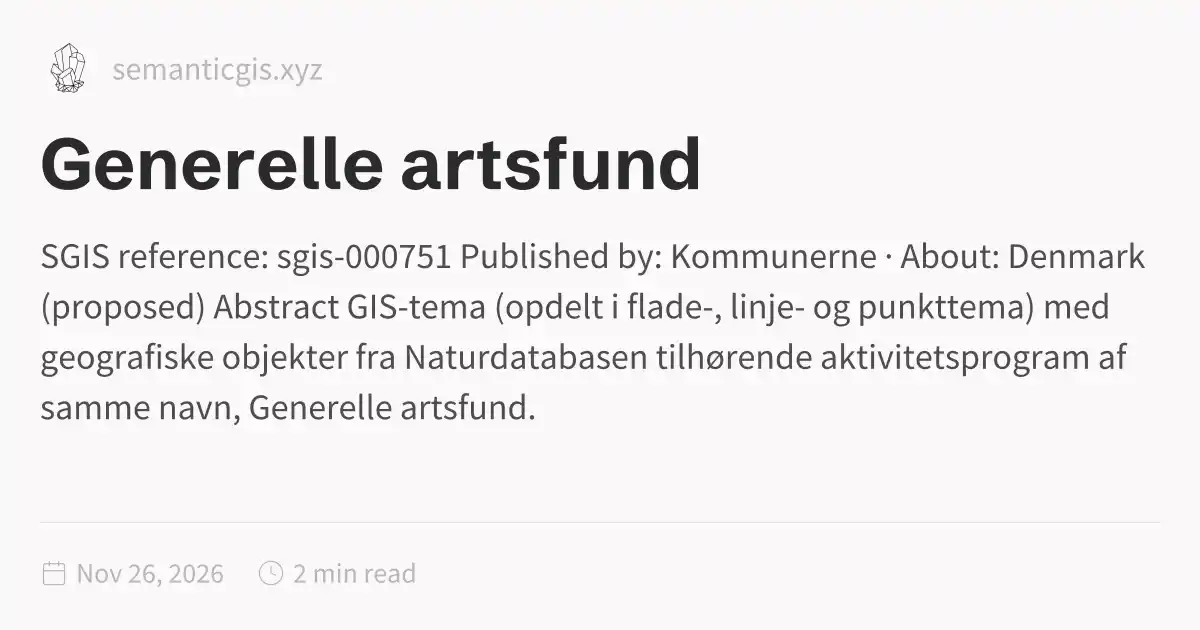 semanticgis.xyz
Generelle artsfund
SGIS reference: sgis-000751 Published by: Kommunerne · About: Denmark
(proposed) Abstract GIS-tema (opdelt i flade-, linje- og punkttema) med
geografiske objekter fra Naturdatabasen tilhørende aktivitetsprogram af
samme navn, Generelle artsfund.
Nov 26, 2026 2 min read